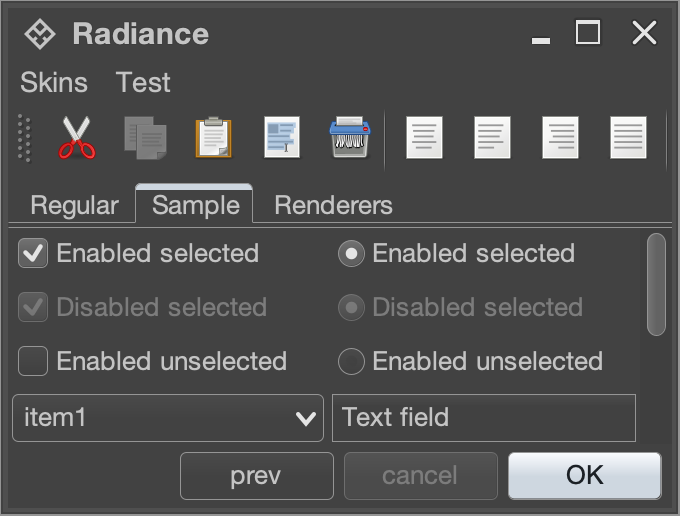 Radiance
Skins Test
Regular Sample Renderers
Enabled selected Enabled selected
Disabled selected Disabled selected
Enabled unselected Enabled unselected
item1 Text field
prev cancel OK